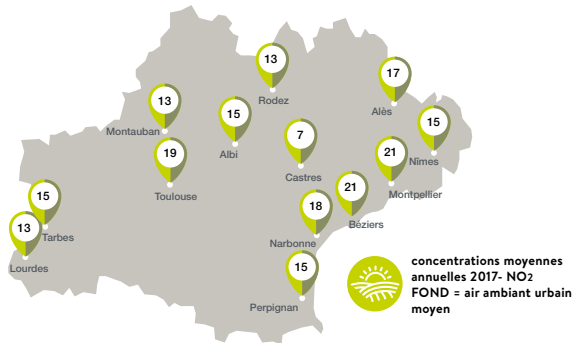 13
Rodez
17
Alès
13
Montauban
15
Albi
15
Nîmes
7
Castres
19
Toulouse
21
Montpellier
21
Béziers
15
Tarbes
18
Narbonne
13
Lourdes
15
Perpignan
concentrations moyennes
annuelles 2017- NO2
FOND = air ambiant urbain
moyen